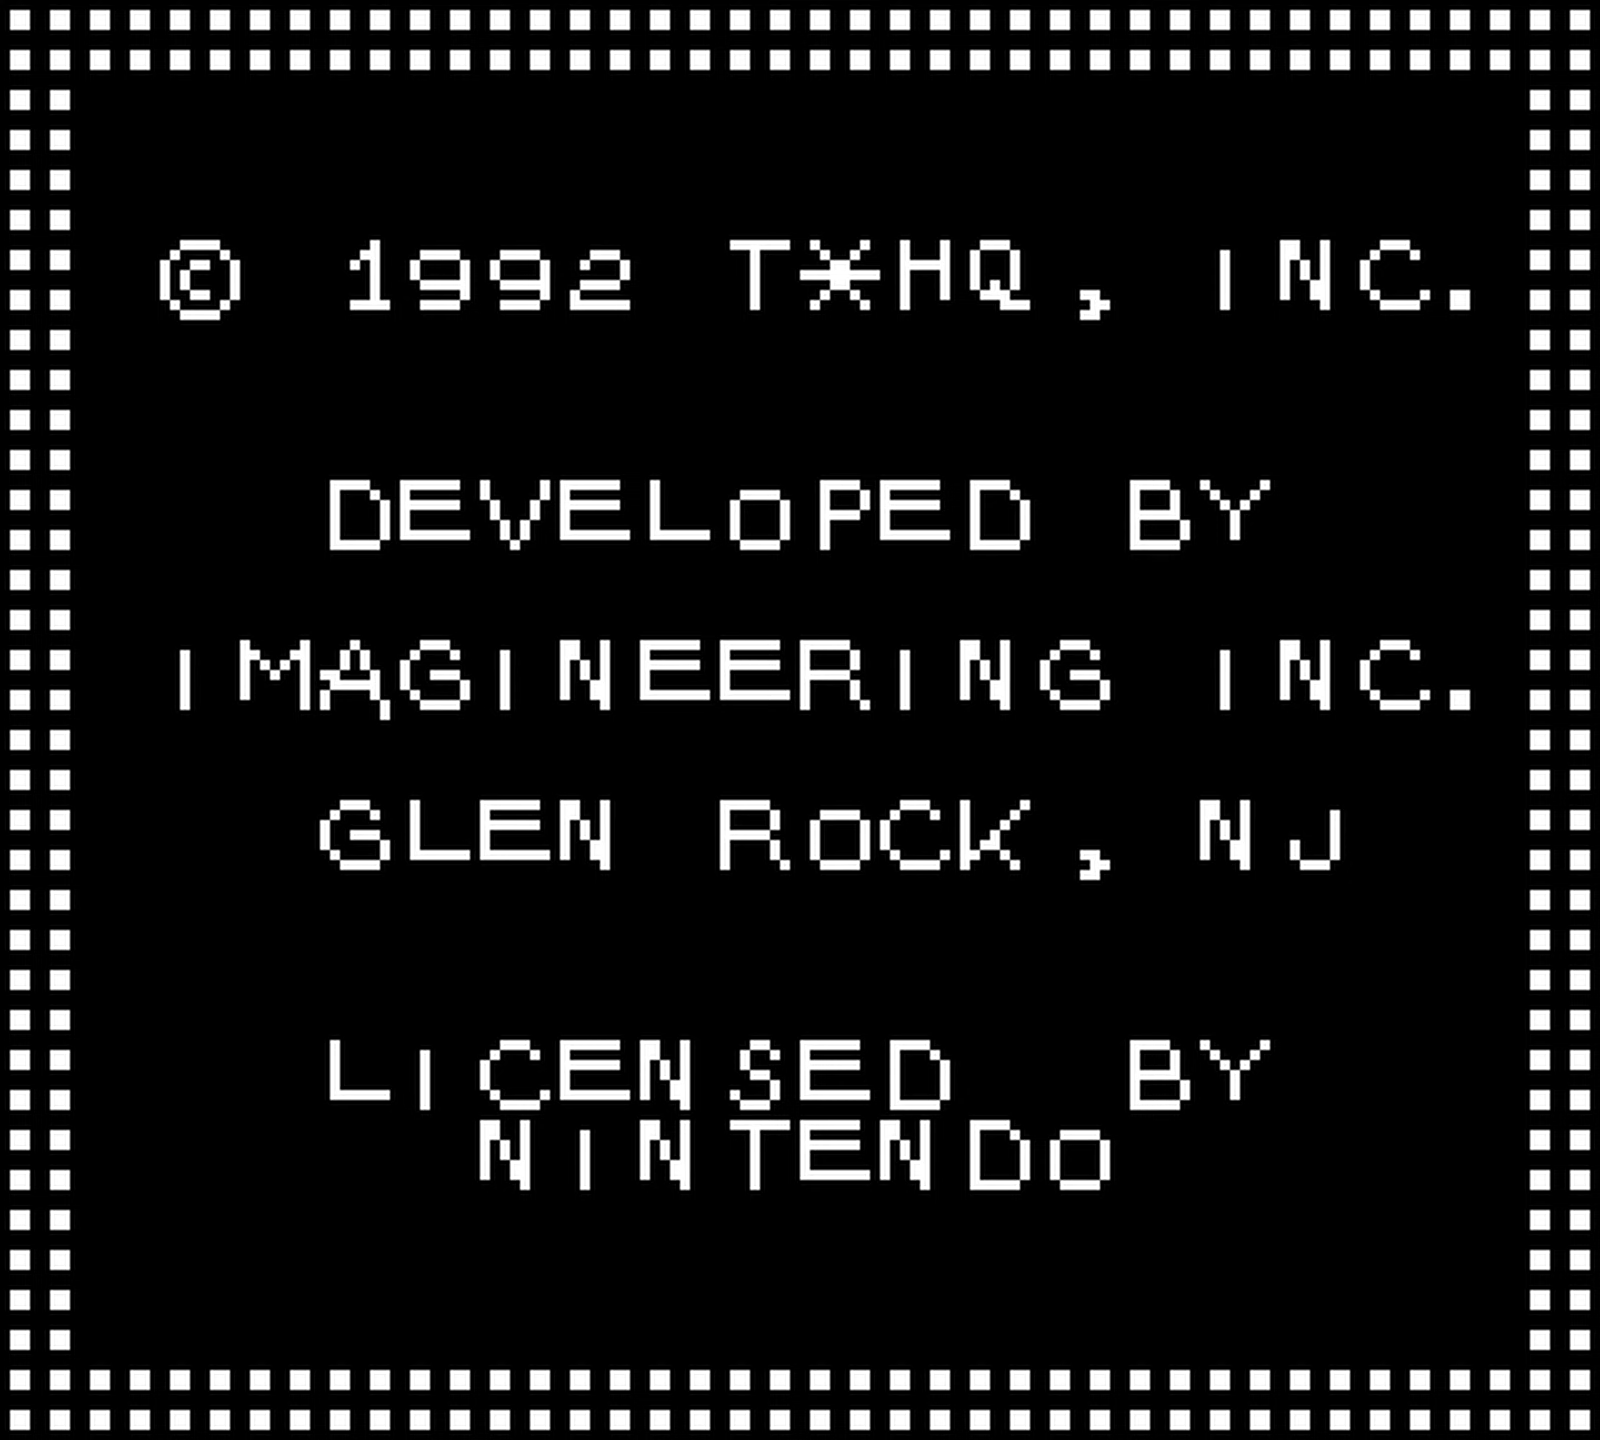 © 1992 T*HQ, INC.
DEVELOPED BY
IMAGINEERING INC.
GLEN ROCK, NJ
LICENSED BY
NINTENDO